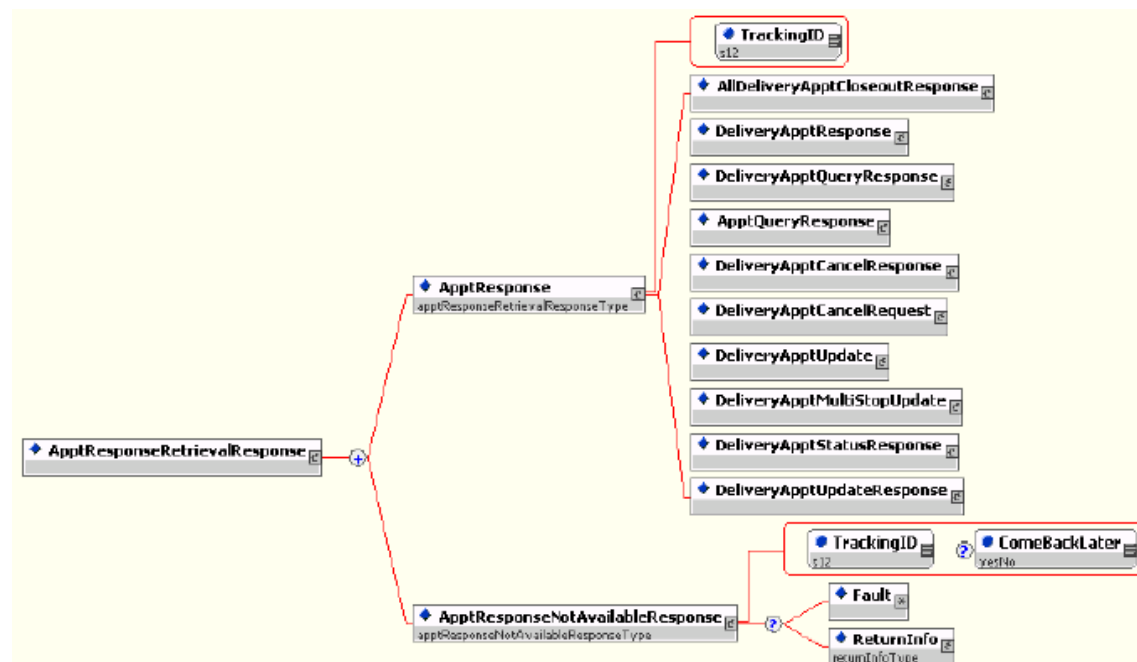 TrackingID
s12
AllDeliveryApptCloseoutResponse
DeliveryApptResponse
DeliveryApptQueryResponse
ApptQueryResponse
DeliveryApptCancelResponse
ApptResponse
apptResponseRetrievalResponseType
DeliveryApptCancelRequest
DeliveryApptUpdate
DeliveryApptMultiStopUpdate
ApptResponseRetrievalResponse
DeliveryApptStatusResponse
DeliveryApptUpdateResponse
TrackingID
s12
ComeBackLater
yesNo
Fault
ApptResponseNotAvailableResponse
apptResponseNotAvailableResponseType
ReturnInfo
returnInfoType